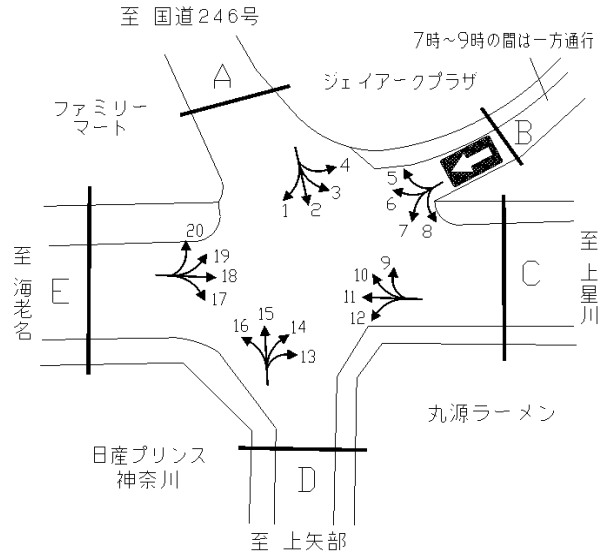 至 国道246号
7時～9時の間は一方通行
A
ジェイアークプラザ
ファミリー
マート
B
4
3
1
2
5
6
7
8
20
19
18
17
至 海老名
E
9
10
11
12
C
至 上星川
16
15
14
13
丸源ラーメン
日産プリンス
神奈川
D
至 上矢部